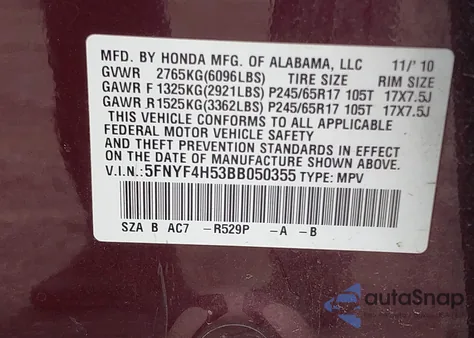 MFD. BY HONDA MFG. OF ALABAMA, LLC 11/'10
GVWR 2765KG(6096LBS) TIRE SIZE RIM SIZE
GAWR F 1325KG(2921LBS) P245/65R17 105T 17X7.5J
GAWR R1525KG(3362LBS) P245/65R17 105T 17X7.5J
THIS VEHICLE CONFORMS TO ALL APPLICABLE
FEDERAL MOTOR VEHICLE SAFETY
AND THEFT PREVENTION STANDARDS IN EFFECT
ON THE DATE OF MANUFACTURE SHOWN ABOVE.
V.I.N.: 5FNYF4H53BB050355 TYPE: MPV
SZA B AC7 -R529P -A -B
autoSnap